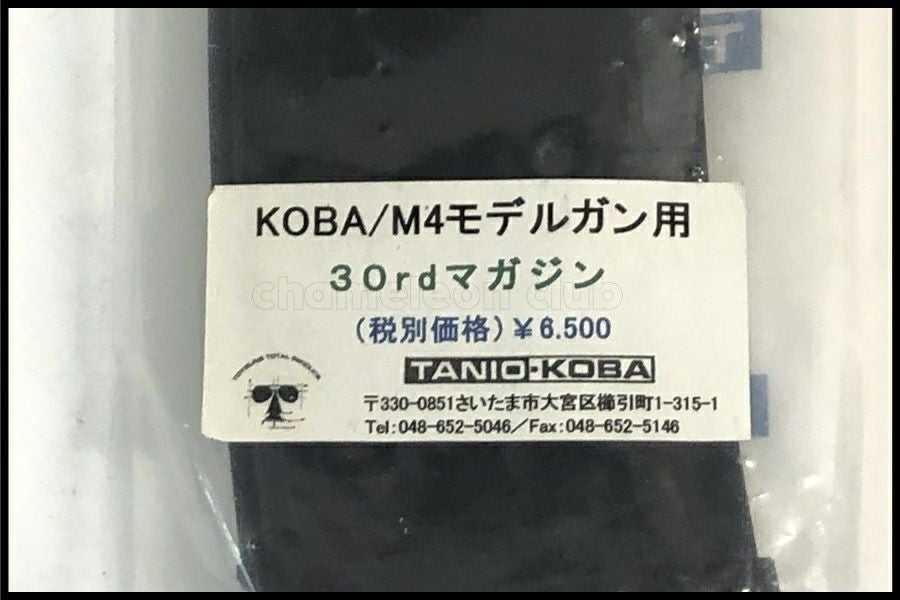 KOBA/M4モデルガン用
30rdマガジン
chameleon club
(税別価格)￥6.500
TANIO-KOBA
〒330-0851さいたま市大宮区櫛引町1-315-1
Tel:048-652-5046／Fax:048-652-5146